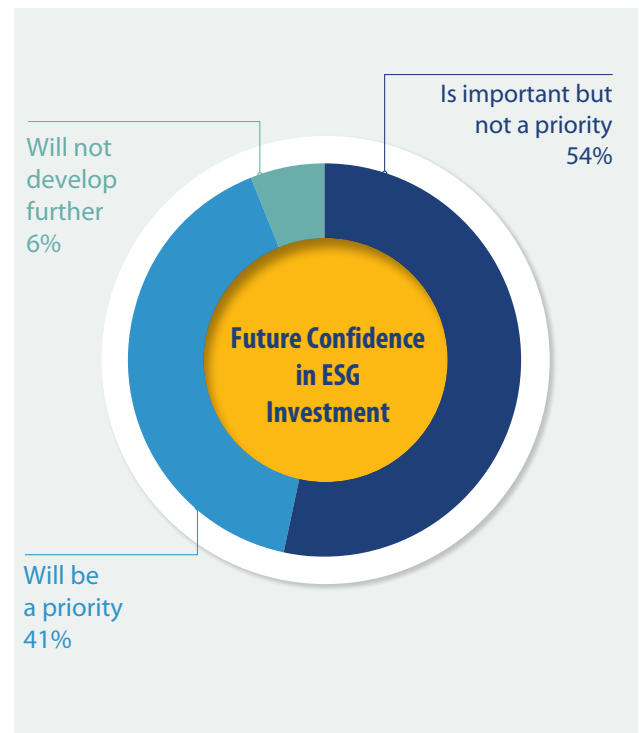 Is important but
not a priority
54%
Will not
develop
further
6%
Future Confidence
in ESG
Investment
Will be
a priority
41%